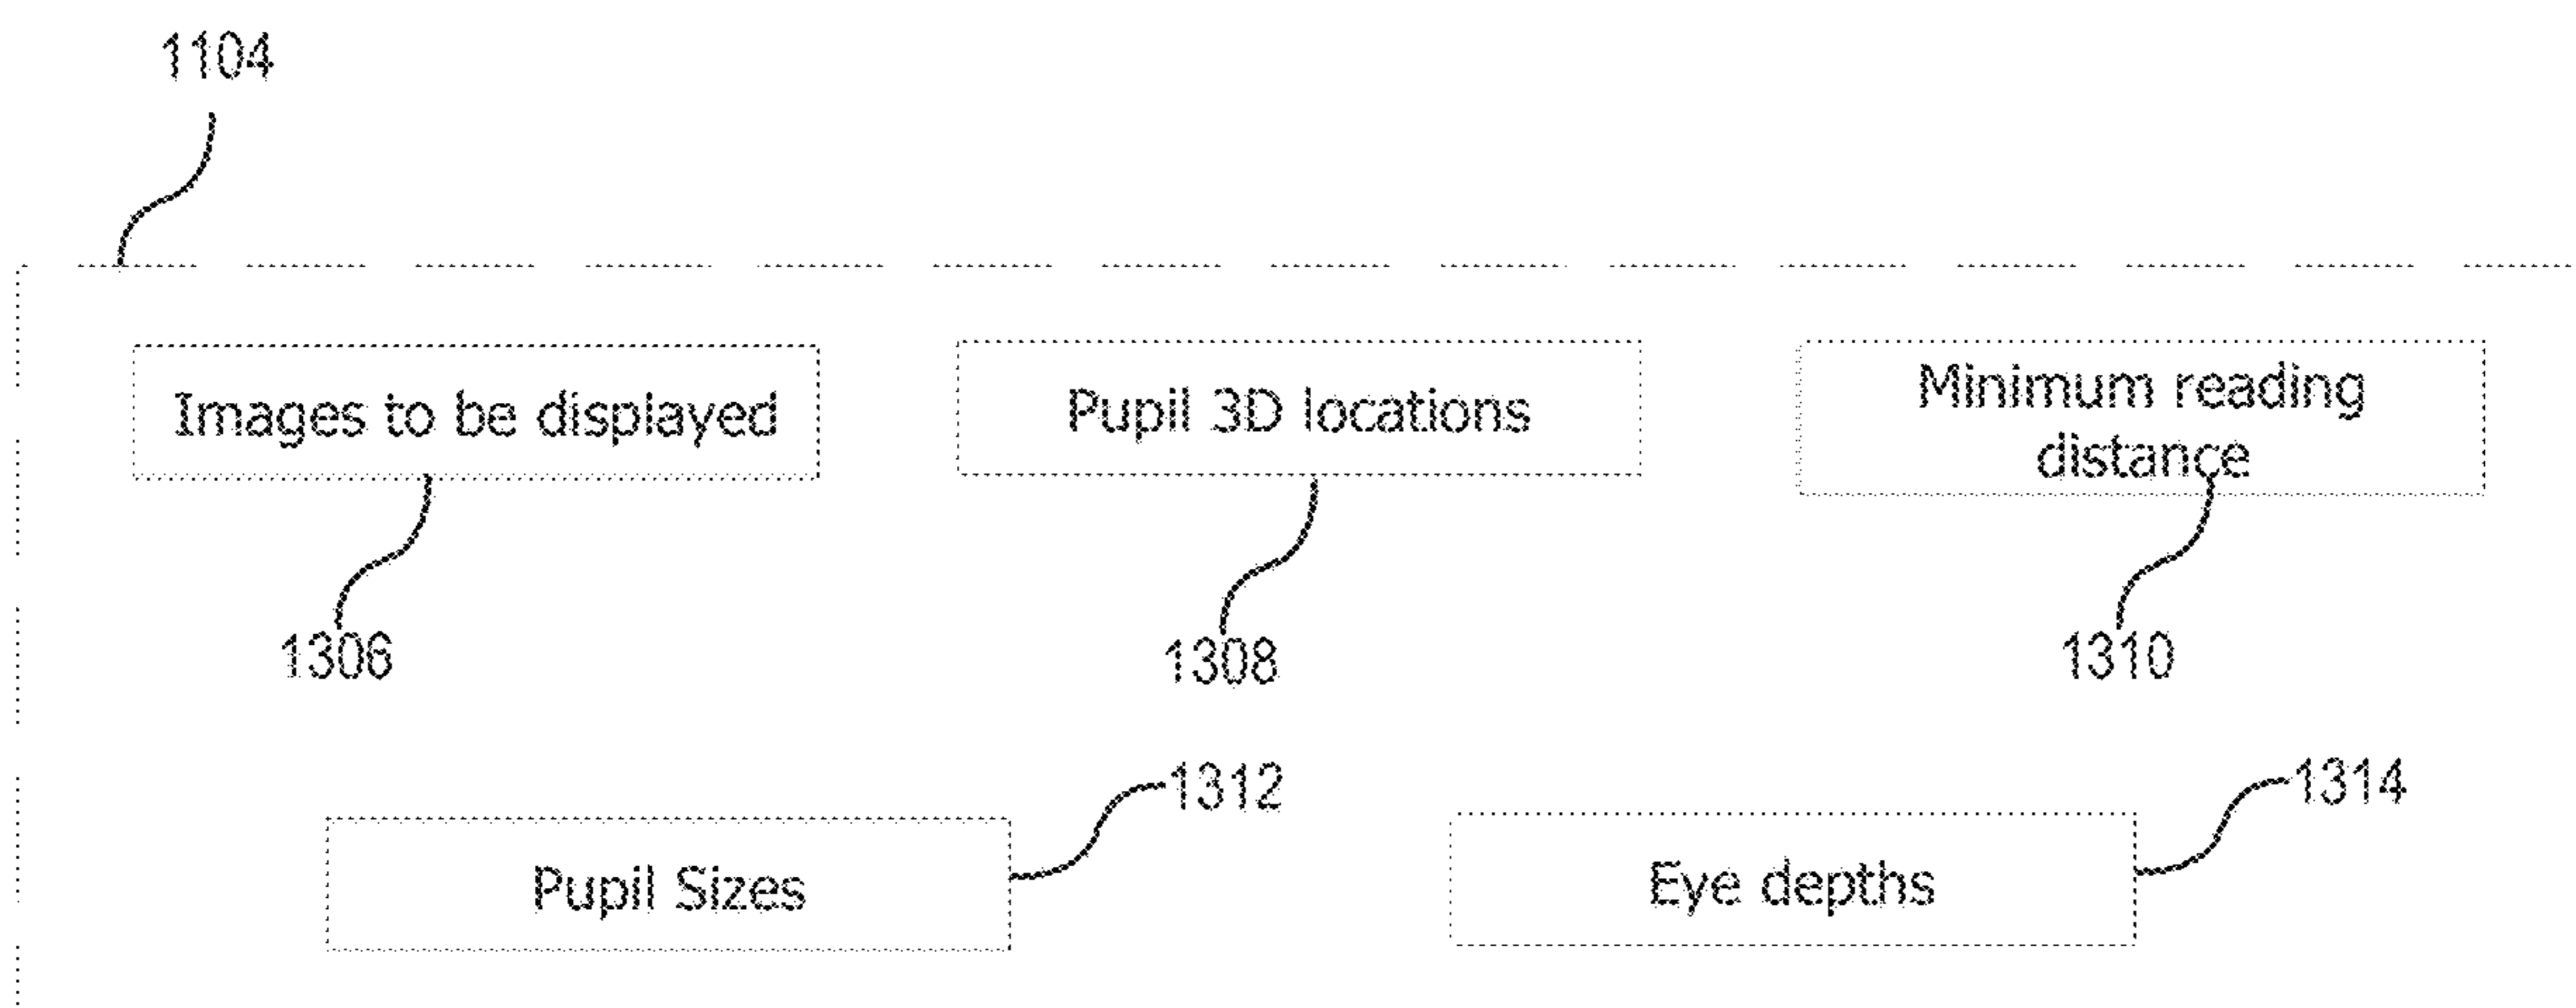 1104
Images to be displayed
Pupil 3D locations
Minimum reading
distance
1306
1308
1310
1312
1314
Pupil Sizes
Eye depths